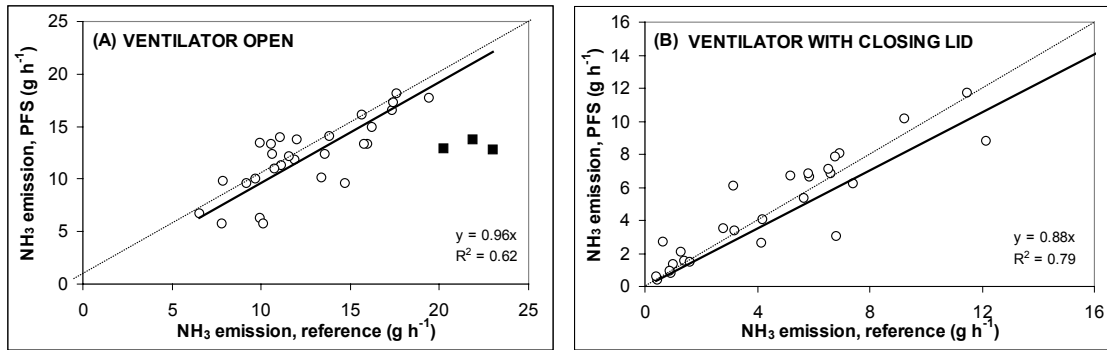 (A) VENTILATOR OPEN
NH₃ emission, PFS (g h⁻¹)
25
20
15
10
5
0
y = 0.96x
R² = 0.62
0 5 10 15 20 25
NH₃ emission, reference (g h⁻¹)
(B) VENTILATOR WITH CLOSING LID
NH₃ emission, PFS (g h⁻¹)
16
14
12
10
8
6
4
2
0
y = 0.88x
R² = 0.79
0 4 8 12 16
NH₃ emission, reference (g h⁻¹)